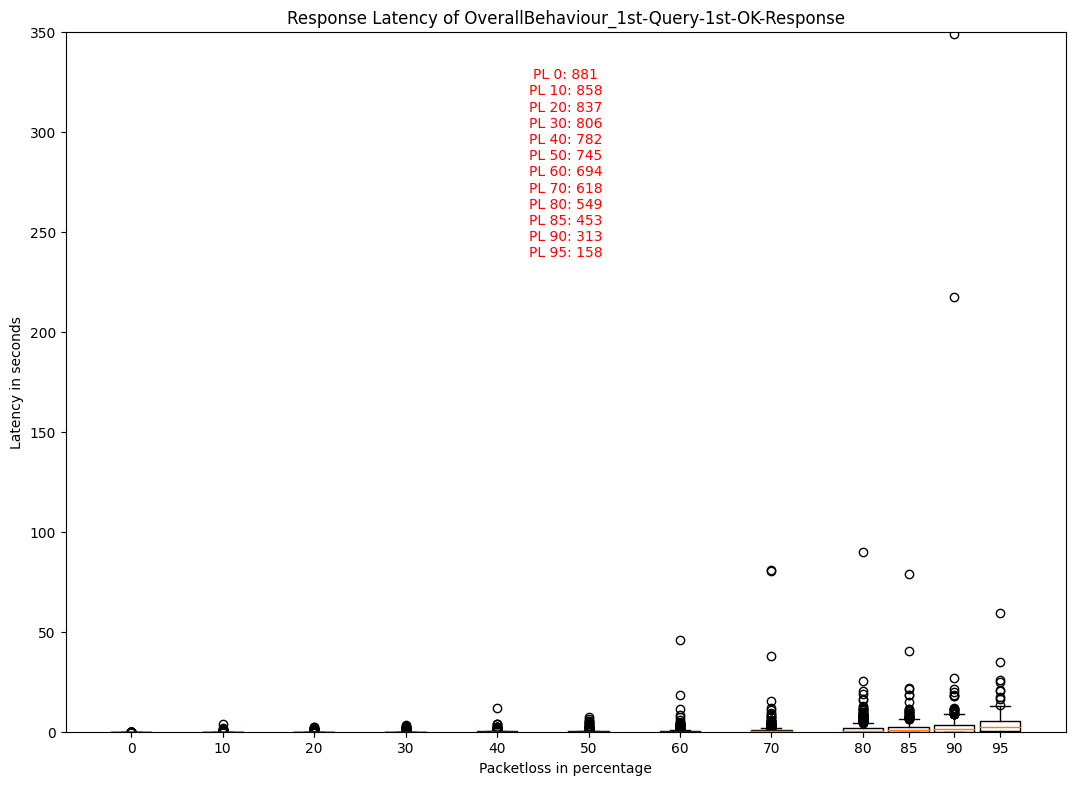 Response Latency of OverallBehaviour_1st-Query-1st-OK-Response
350
300
250
200
150
100
50
0
Latency in seconds
PL 0: 881
PL 10: 858
PL 20: 837
PL 30: 806
PL 40: 782
PL 50: 745
PL 60: 694
PL 70: 618
PL 80: 549
PL 85: 453
PL 90: 313
PL 95: 158
0 10 20 30 40 50 60 70 80 85 90 95
Packetloss in percentage